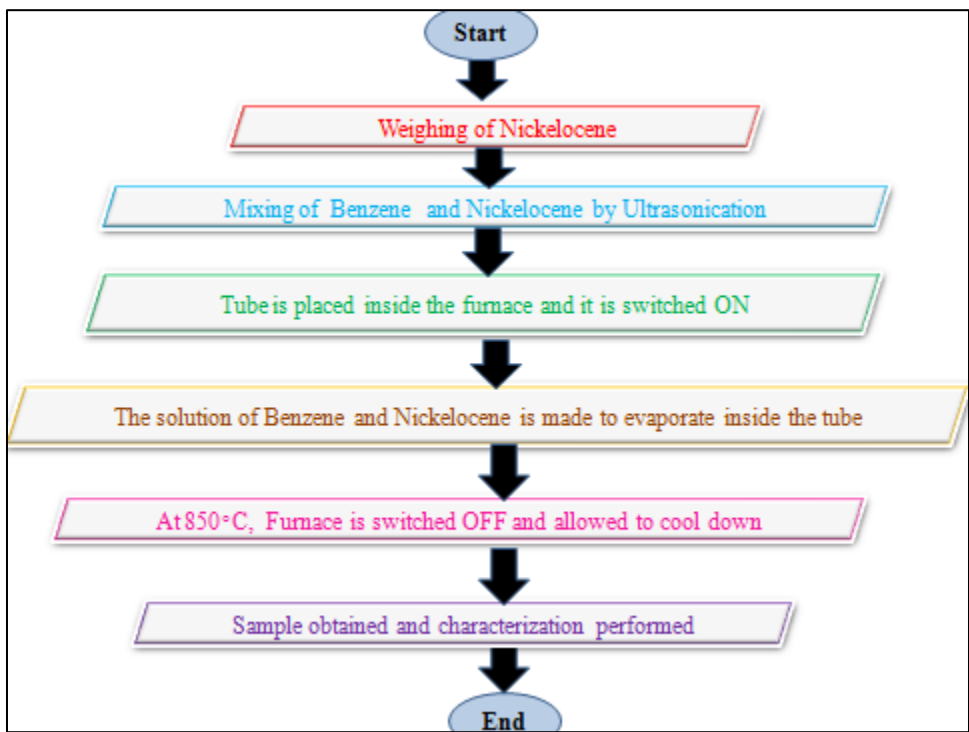 Start
Weighing of Nickelocene
Mixing of Benzene and Nickelocene by Ultrasonication
Tube is placed inside the furnace and it is switched ON
The solution of Benzene and Nickelocene is made to evaporate inside the tube
At 850°C, Furnace is switched OFF and allowed to cool down
Sample obtained and characterization performed
End